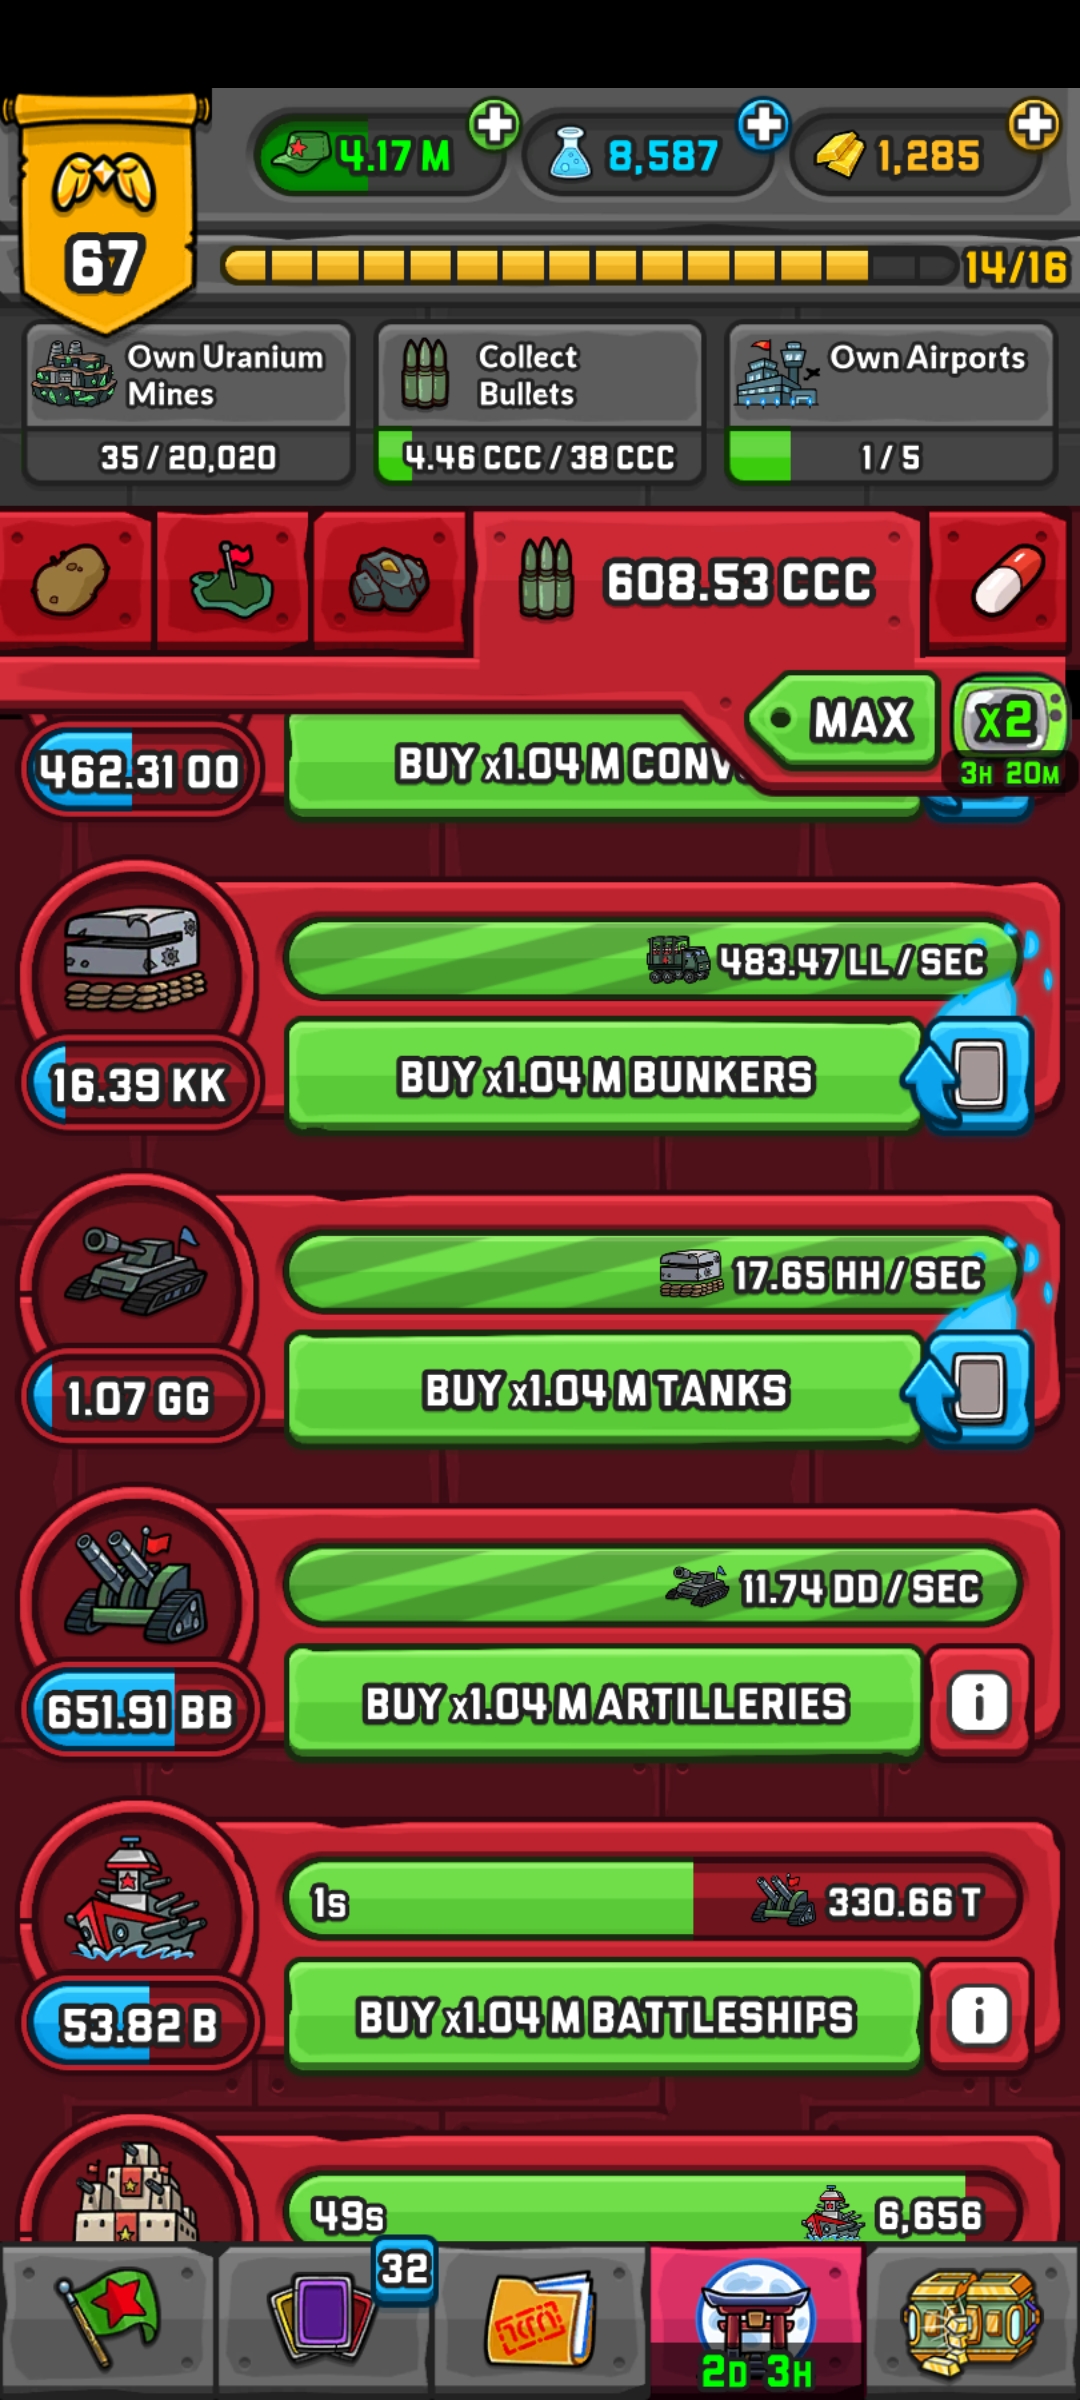 4.17 M
8,587
1,285
67
14/16
Own Uranium Mines
35 / 20,020
Collect Bullets
4.46 CCC / 38 CCC
Own Airports
1 / 5
608.53 CCC
MAX
x2
3H 20M
462.31 OO
BUY x1.04 M CONV
483.47 LL / SEC
16.39 KK
BUY x1.04 M BUNKERS
17.65 HH / SEC
1.07 GG
BUY x1.04 M TANKS
11.74 DD / SEC
651.91 BB
BUY x1.04 M ARTILLERIES
i
1s
330.66 T
53.82 B
BUY x1.04 M BATTLESHIPS
i
49s
6,656
32
2D 3H